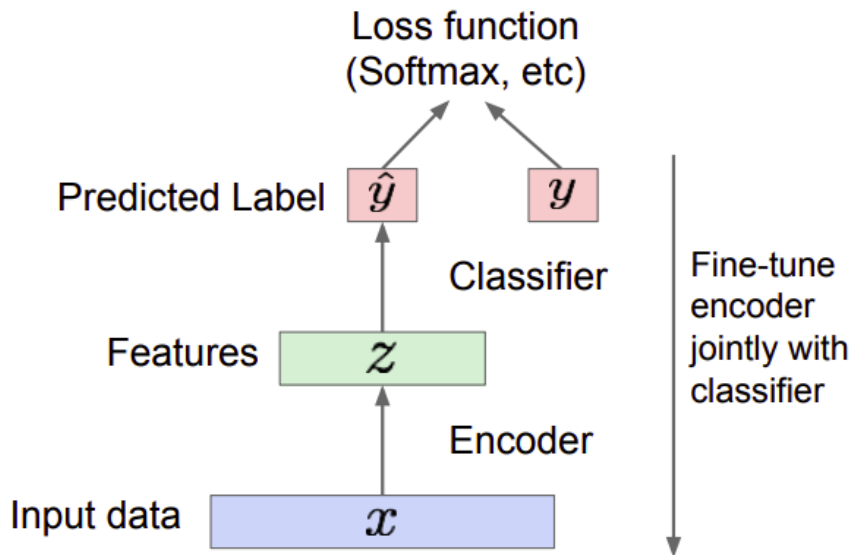 Loss function
(Softmax, etc)
Predicted Label
ŷ
y
Classifier
Fine-tune
encoder
jointly with
classifier
Features
z
Encoder
Input data
x